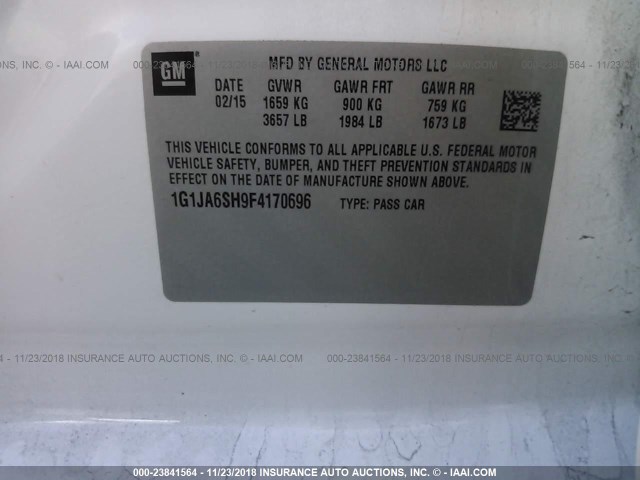 GM ® MFD BY GENERAL MOTORS LLC
DATE GVWR GAWR FRT GAWR RR
02/15 1659 KG 900 KG 759 KG
3657 LB 1984 LB 1673 LB
THIS VEHICLE CONFORMS TO ALL APPLICABLE U.S. FEDERAL MOTOR
VEHICLE SAFETY, BUMPER, AND THEFT PREVENTION STANDARDS IN
EFFECT ON THE DATE OF MANUFACTURE SHOWN ABOVE.
1G1JA6SH9F4170696 TYPE: PASS CAR
000-23841564 - 11/23/2018 INSURANCE AUTO AUCTIONS, INC. - © IAAI.COM